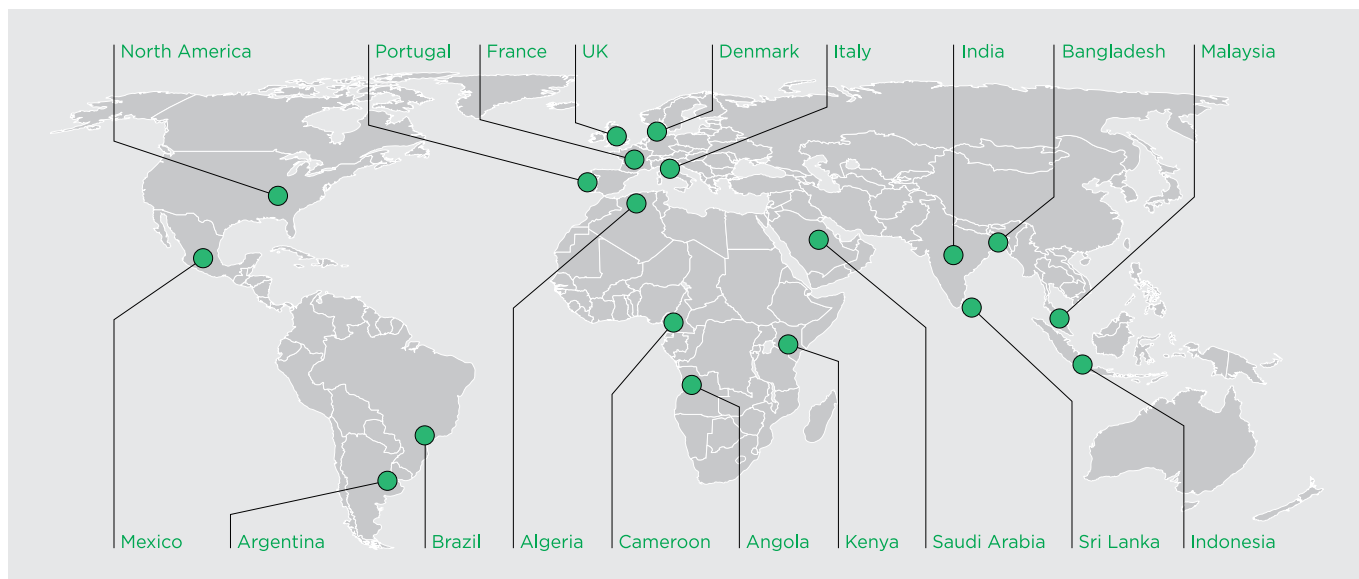 North America
Portugal
France
UK
Denmark
Italy
India
Bangladesh
Malaysia
Mexico
Argentina
Brazil
Algeria
Cameroon
Angola
Kenya
Saudi Arabia
Sri Lanka
Indonesia